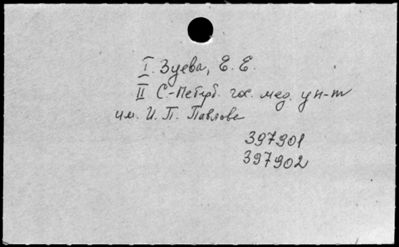 I. Зуева, Е. Е.
II С.-Петерб. гос. мед. ун-т
им. И. П. Павлова
397901
397902